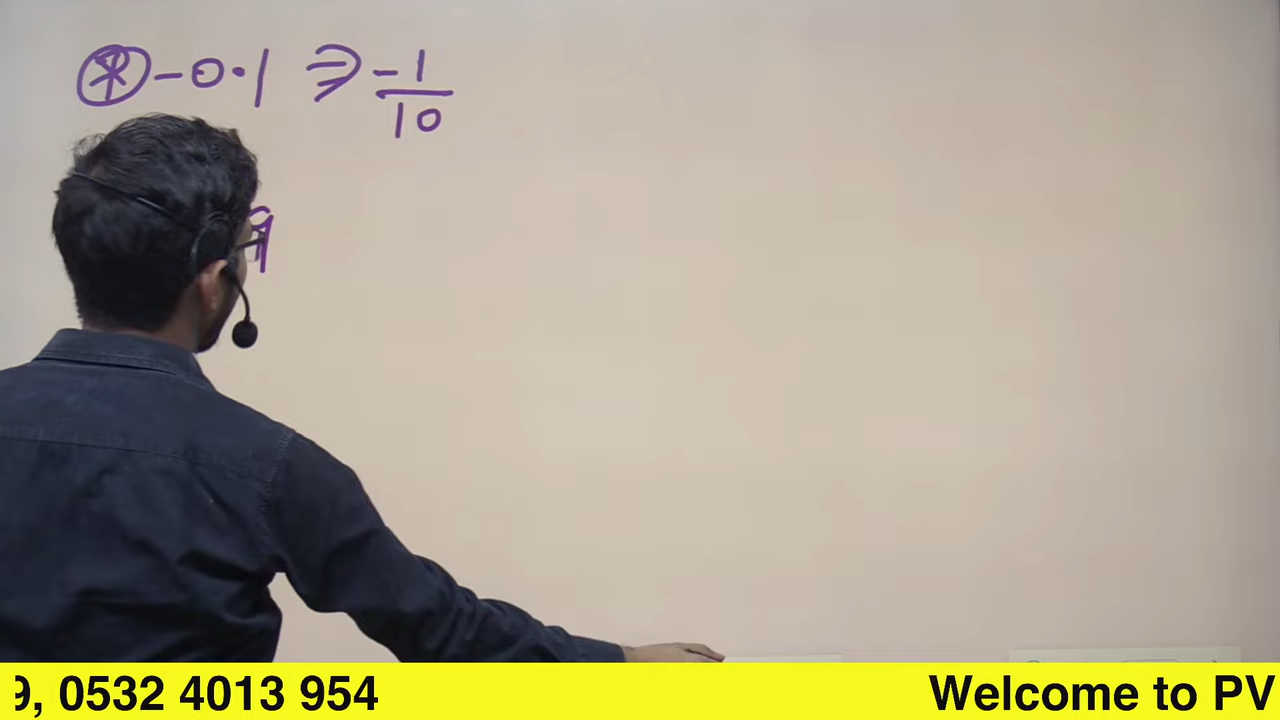 ⊛ -0.1 ⇒ -1/10
9, 0532 4013 954
Welcome to PV